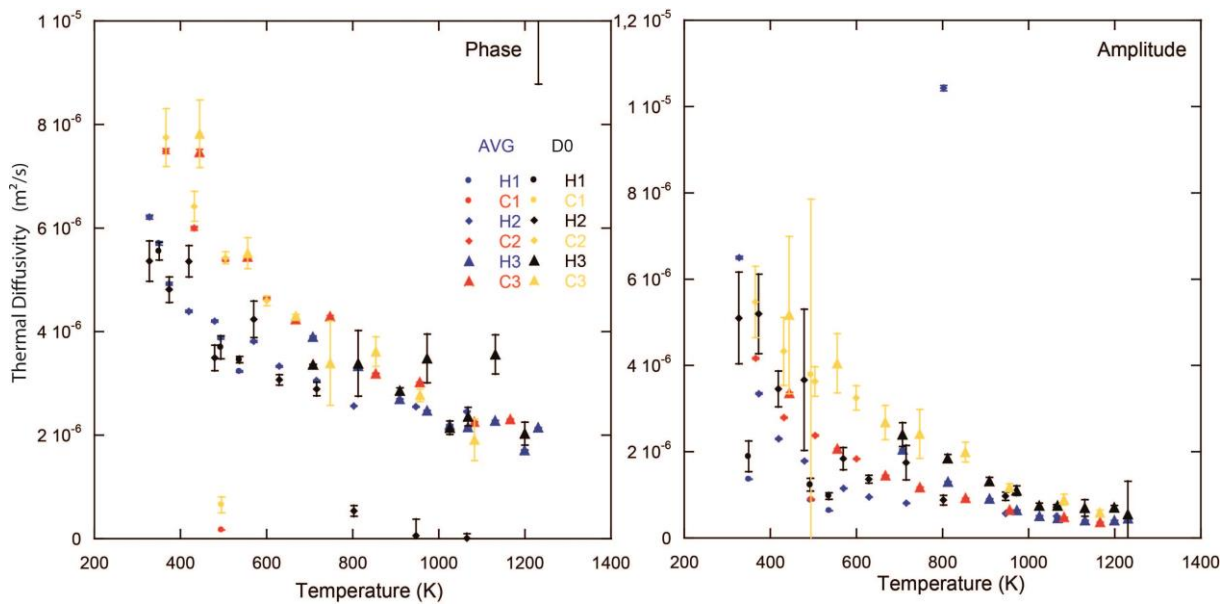 1 10⁻⁵
Phase
8 10⁻⁶
6 10⁻⁶
4 10⁻⁶
2 10⁻⁶
0
Thermal Diffusivity (m²/s)
AVG D0
H1 H1
C1 C1
H2 H2
C2 C2
H3 H3
C3 C3
200 400 600 800 1000 1200 1400
Temperature (K)
1,2 10⁻⁵
Amplitude
1 10⁻⁵
8 10⁻⁶
6 10⁻⁶
4 10⁻⁶
2 10⁻⁶
0
200 400 600 800 1000 1200 1400
Temperature (K)